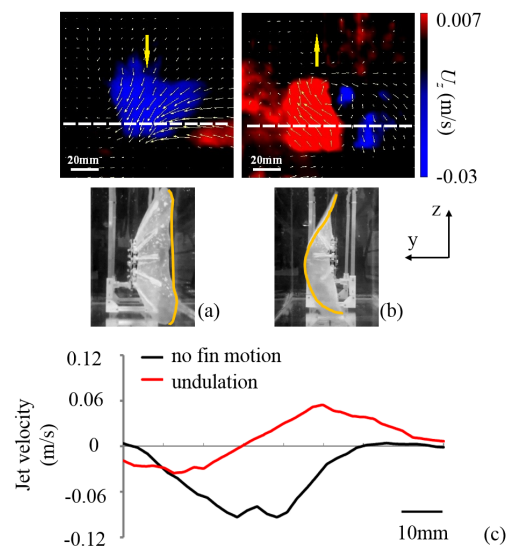 0.007
U_z (m/s)
-0.03
20mm
20mm
z
y
(a)
(b)
0.12
no fin motion
undulation
0.06
0
-0.06
-0.12
Jet velocity
(m/s)
10mm
(c)